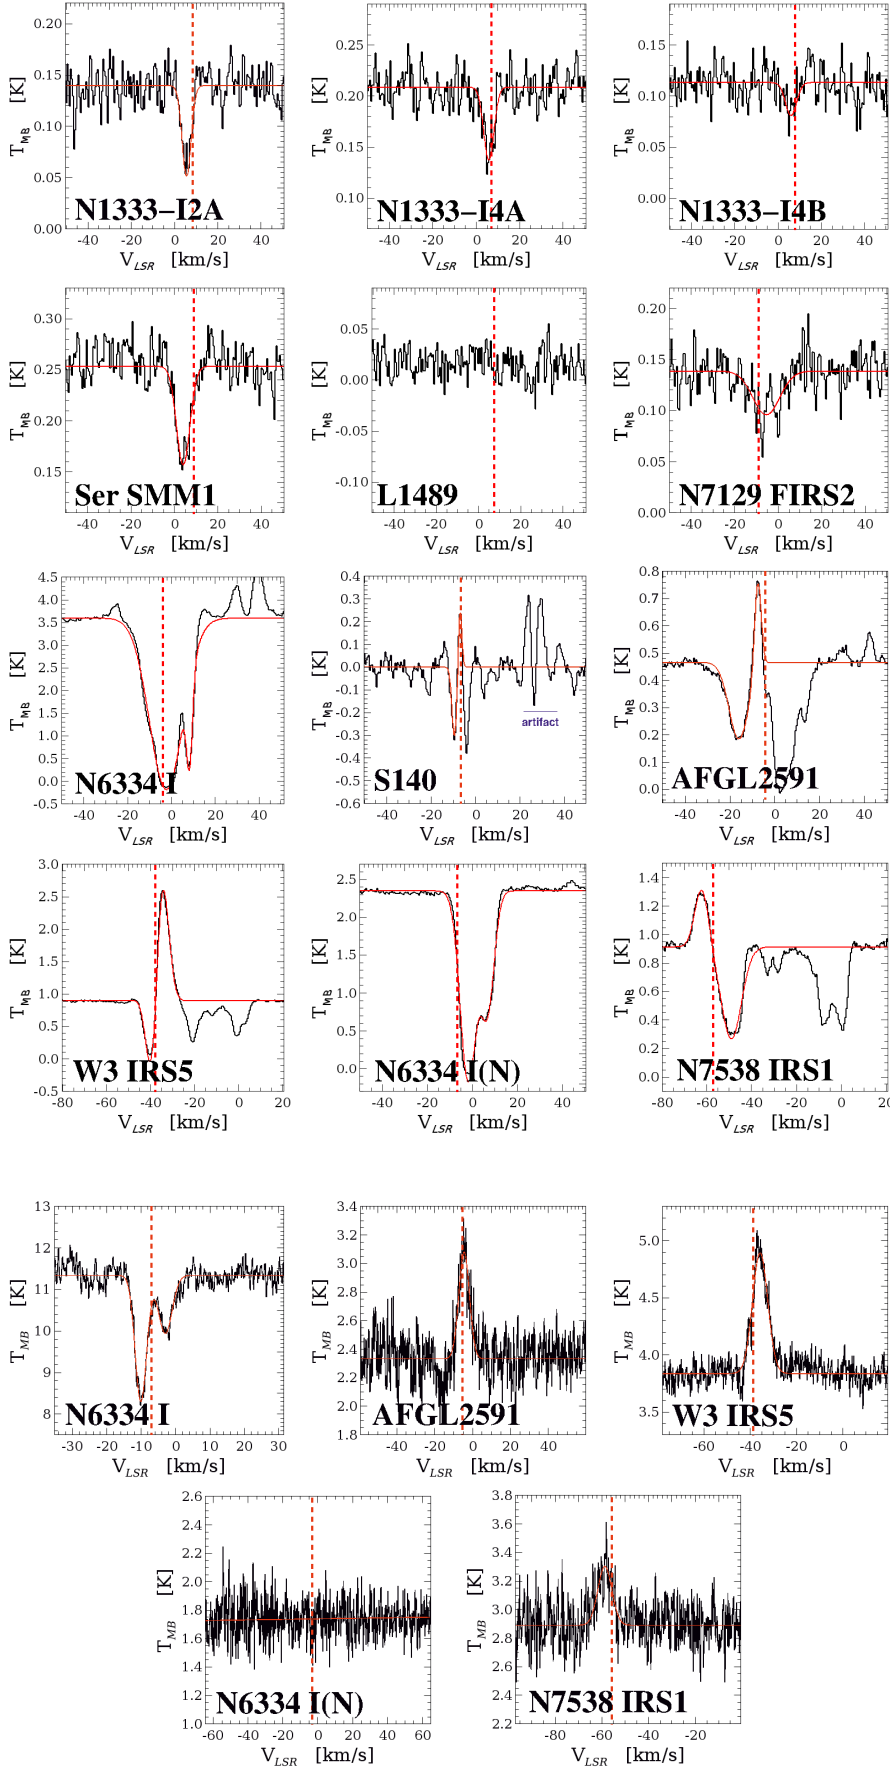 0.20
0.15
0.10
0.05
0.00
T_MB [K]
N1333-I2A
-40 -20 0 20 40
V_LSR [km/s]
0.25
0.20
0.15
0.10
N1333-I4A
-40 -20 0 20 40
V_LSR [km/s]
0.15
0.10
0.05
0.00
T_MB [K]
N1333-I4B
-40 -20 0 20 40
V_LSR [km/s]
0.30
0.25
0.20
0.15
T_MB [K]
Ser SMM1
-40 -20 0 20 40
V_LSR [km/s]
0.05
0.00
-0.05
-0.10
T_MB [K]
L1489
-40 -20 0 20 40
V_LSR [km/s]
0.20
0.15
0.10
0.05
0.00
T_MB [K]
N7129 FIRS2
-40 -20 0 20 40
V_LSR [km/s]
4.5
4.0
3.5
3.0
2.5
2.0
1.5
1.0
0.5
0.0
-0.5
T_MB [K]
N6334 I
-40 -20 0 20 40
V_LSR [km/s]
0.4
0.3
0.2
0.1
0.0
-0.1
-0.2
-0.3
-0.4
-0.5
-0.6
T_MB [K]
artifact
S140
-40 -20 0 20 40
V_LSR [km/s]
0.8
0.6
0.4
0.2
0.0
T_MB [K]
AFGL2591
-40 -20 0 20 40
V_LSR [km/s]
3.0
2.5
2.0
1.5
1.0
0.5
0.0
-0.5
T_MB [K]
W3 IRS5
-80 -60 -40 -20 0 20
V_LSR [km/s]
2.5
2.0
1.5
1.0
0.5
0.0
T_MB [K]
N6334 I(N)
-40 -20 0 20 40
V_LSR [km/s]
1.4
1.2
1.0
0.8
0.6
0.4
0.2
0.0
T_MB [K]
N7538 IRS1
-80 -60 -40 -20 0 20
V_LSR [km/s]
13
12
11
10
9
8
T_MB [K]
N6334 I
-30 -20 -10 0 10 20 30
V_LSR [km/s]
3.4
3.2
3.0
2.8
2.6
2.4
2.2
2.0
1.8
T_MB [K]
AFGL2591
-40 -20 0 20 40
V_LSR [km/s]
5.0
4.5
4.0
3.5
T_MB [K]
W3 IRS5
-60 -40 -20 0
V_LSR [km/s]
2.6
2.4
2.2
2.0
1.8
1.6
1.4
1.2
1.0
T_MB [K]
N6334 I(N)
-60 -40 -20 0 20 40 60
V_LSR [km/s]
3.8
3.6
3.4
3.2
3.0
2.8
2.6
2.4
2.2
T_MB [K]
N7538 IRS1
-80 -60 -40 -20
V_LSR [km/s]